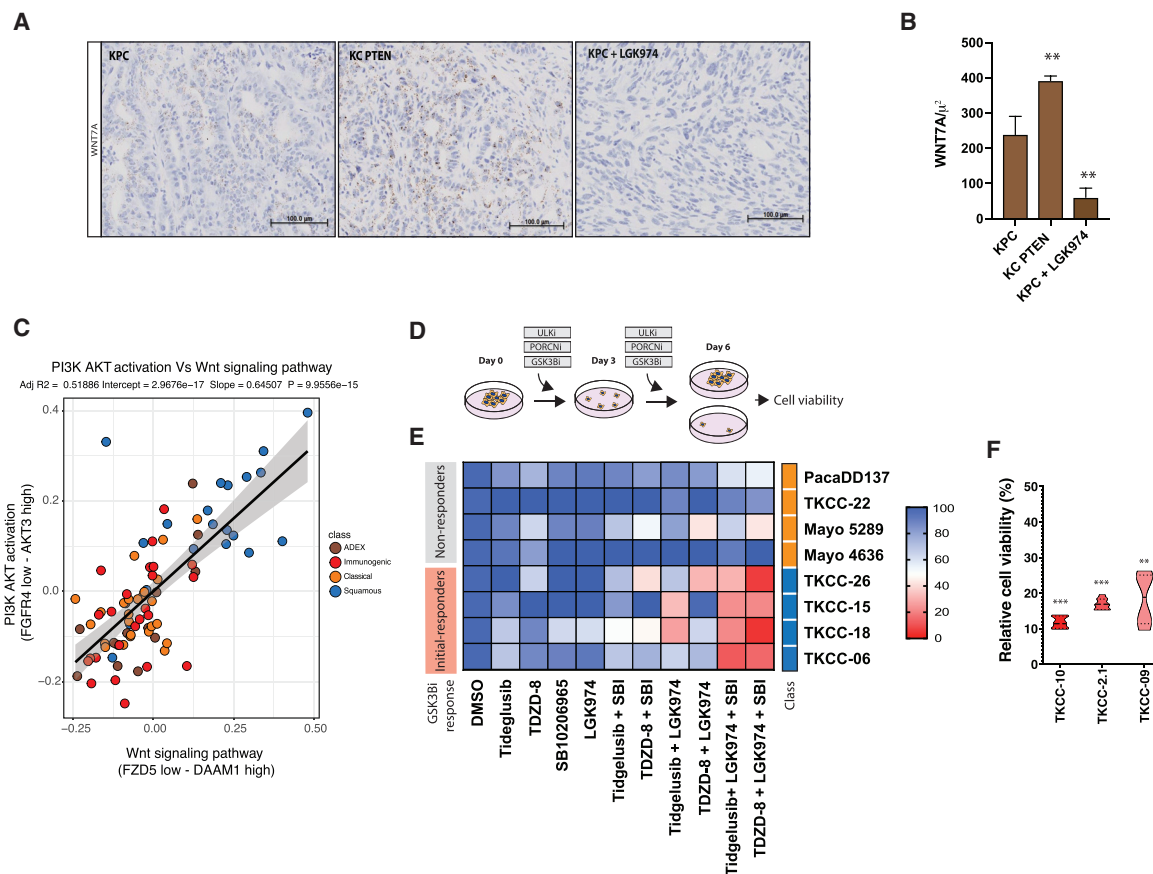 A
WNT7A
KPC
KC PTEN
KPC + LGK974
100.0 µm
100.0 µm
100.0 µm
B
WNT7A/µ²
500
400
300
200
100
0
**
**
KPC
KC PTEN
KPC + LGK974
C
PI3K AKT activation Vs Wnt signaling pathway
Adj R2 = 0.51886 Intercept = 2.9676e−17 Slope = 0.64507 P = 9.9556e−15
PI3K AKT activation
(FGFR4 low - AKT3 high)
0.4
0.2
0.0
−0.2
−0.25
0.00
0.25
0.50
Wnt signaling pathway
(FZD5 low - DAAM1 high)
class
ADEX
Immunogenic
Classical
Squamous
D
Day 0
ULKi
PORCNi
GSK3Bi
Day 3
ULKi
PORCNi
GSK3Bi
Day 6
Cell viability
E
Non-responders
Initial-responders
GSK3Bi
response
PacaDD137
TKCC-22
Mayo 5289
Mayo 4636
TKCC-26
TKCC-15
TKCC-18
TKCC-06
Class
DMSO
Tideglusib
TDZD-8
SB10206965
LGK974
Tidgelusib + SBI
TDZD-8 + SBI
Tidgelusib + LGK974
TDZD-8 + LGK974
Tidgelusib+ LGK974 + SBI
TDZD-8 + LGK974 + SBI
100
80
60
40
20
0
F
Relative cell viability (%)
50
40
30
20
10
0
***
***
**
TKCC-10
TKCC-2.1
TKCC-09